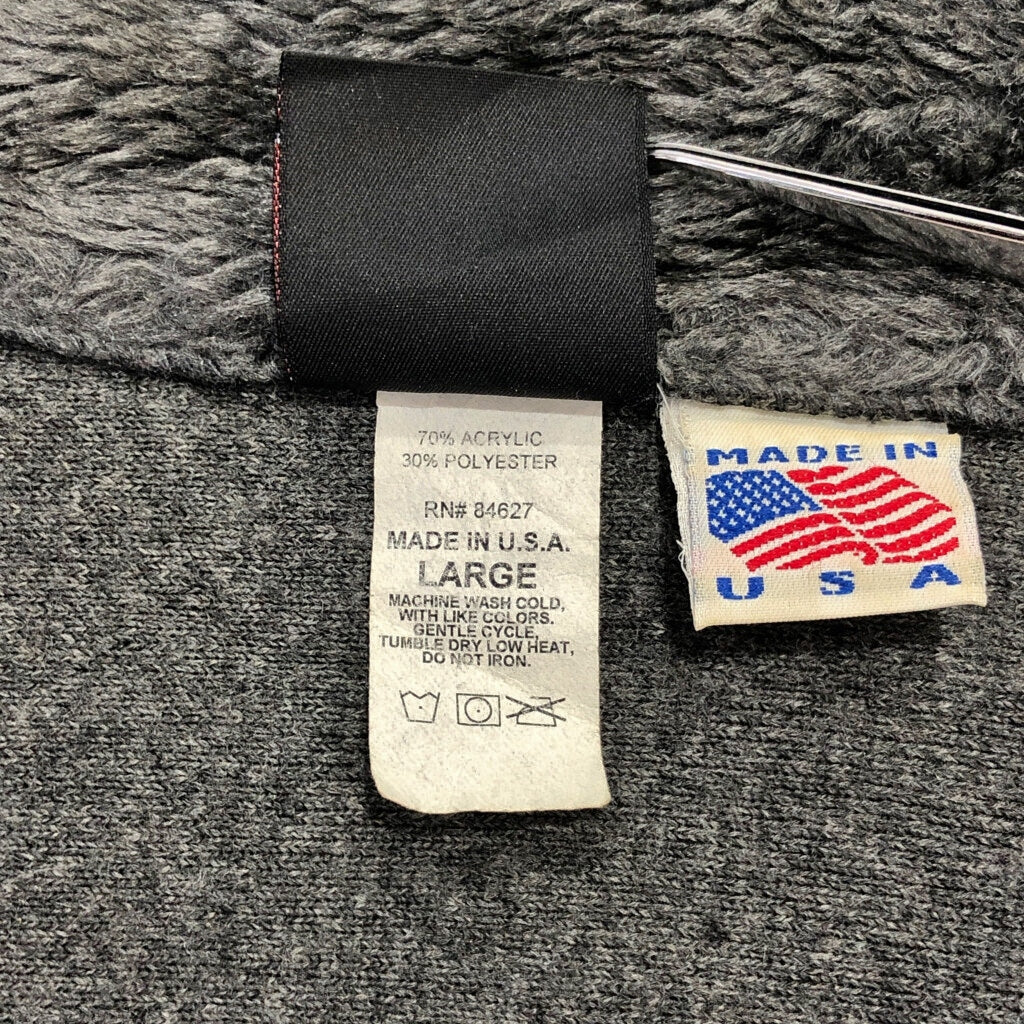 70% ACRYLIC
30% POLYESTER
RN# 84627
MADE IN U.S.A.
LARGE
MACHINE WASH COLD,
WITH LIKE COLORS.
GENTLE CYCLE,
TUMBLE DRY LOW HEAT,
DO NOT IRON.
MADE IN
U S A